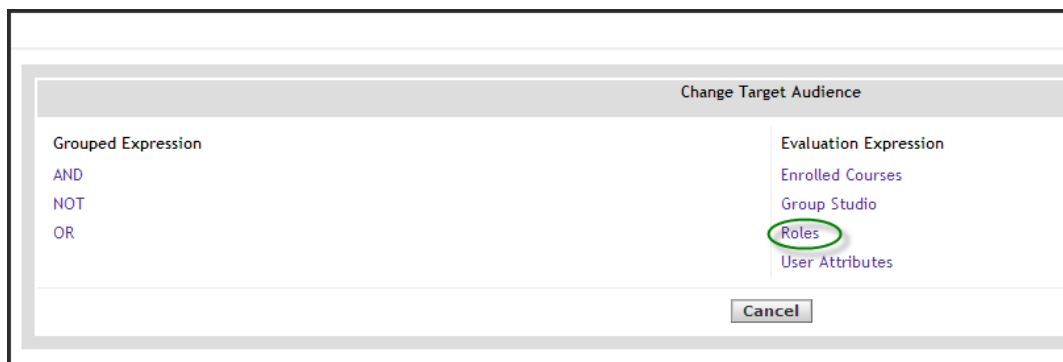 Change Target Audience
Grouped Expression
AND
NOT
OR
Evaluation Expression
Enrolled Courses
Group Studio
Roles
User Attributes
Cancel